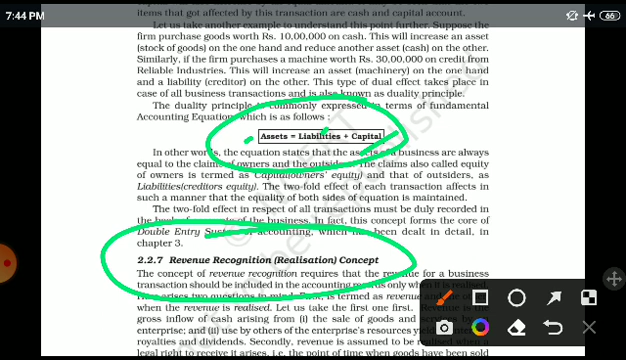 7:44 PM
66
items that got affected by this transaction are cash and capital account.
Let us take another example to understand this point further. Suppose the
firm purchase goods worth Rs. 10,00,000 on cash. This will increase an asset
(stock of goods) on the one hand and reduce another asset (cash) on the other.
Similarly, if the firm purchases a machine worth Rs. 30,00,000 on credit from
Reliable Industries. This will increase an asset (machinery) on the one hand
and a liability (creditor) on the other. This type of dual effect takes place in
case of all business transactions and is also known as duality principle.
The duality principle is commonly expressed in terms of fundamental
Accounting Equation which is as follows :
Assets = Liabilities + Capital
In other words, the equation states that the assets of a business are always
equal to the claims of owners and the outsiders. The claims also called equity
of owners is termed as Capital(owners' equity) and that of outsiders, as
Liabilities(creditors equity). The two-fold effect of each transaction affects in
such a manner that the equality of both sides of equation is maintained.
The two-fold effect in respect of all transactions must be duly recorded in
the of the business. In fact, this concept forms the core of
Double Entry System of accounting, which has been dealt in detail, in
chapter 3.
2.2.7 Revenue Recognition (Realisation) Concept
The concept of revenue recognition requires that the revenue for a business
transaction should be included in the accounting records only when it is realised.
arises two questions in mind. is termed as revenue and
when the revenue is realised. Let us take the first one first. Revenue is the
gross inflow of cash arising from (i) the sale of goods and
enterprise; and (ii) use by others of the enterprise's resources
royalties and dividends. Secondly, revenue is assumed to be realised when a
legal right to receive it arises, i.e. the point of time when goods have been sold